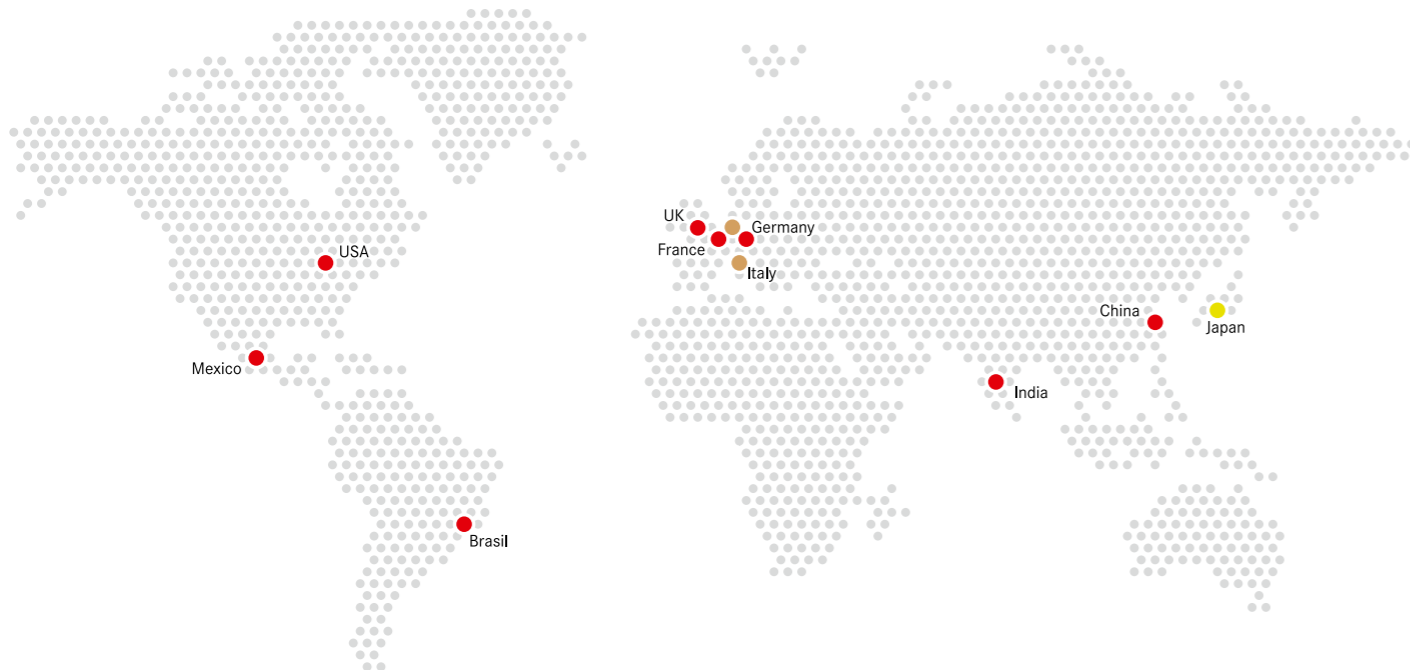 UK
Germany
France
USA
Italy
China
Japan
Mexico
India
Brasil